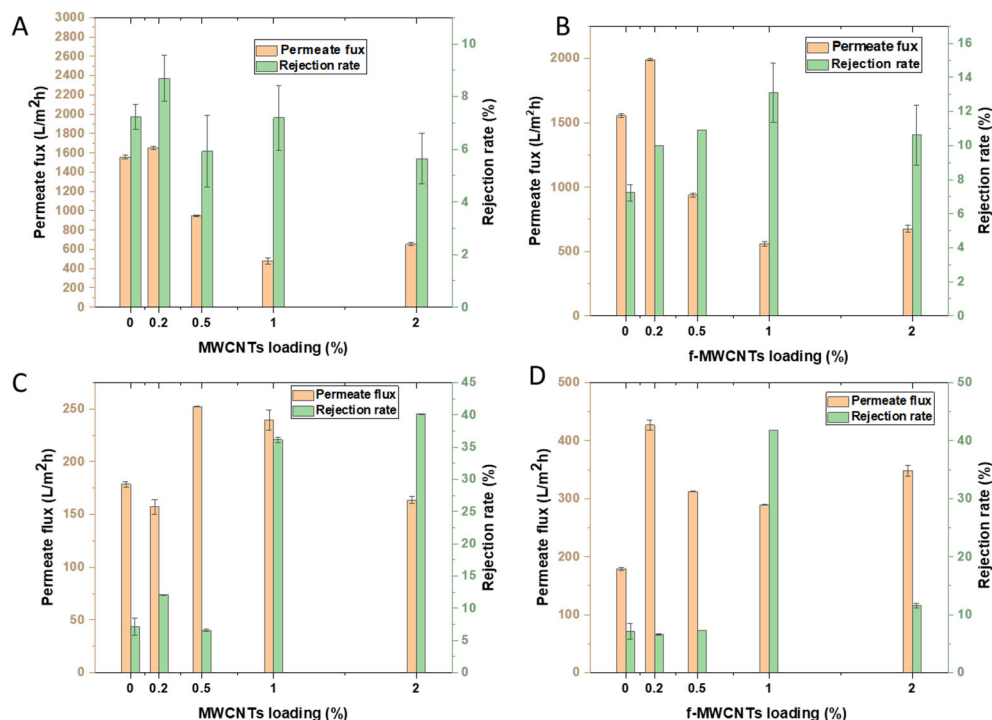 A
Permeate fux (L/m²h)
3000
2800
2600
2400
2200
2000
1800
1600
1400
1200
1000
800
600
400
200
0
Permeate fux
Rejection rate
10
8
6
4
2
0
Rejection rate (%)
0 0.2 0.5 1 2
MWCNTs loading (%)
B
Permeate fux (L/m²h)
2000
1500
1000
500
0
Permeate fux
Rejection rate
16
14
12
10
8
6
4
2
0
Rejection rate (%)
0 0.2 0.5 1 2
f-MWCNTs loading (%)
C
Permeate flux (L/m²h)
250
200
150
100
50
0
Permeate flux
Rejection rate
45
40
35
30
25
20
15
10
5
0
Rejection rate (%)
0 0.2 0.5 1 2
MWCNTs loading (%)
D
Permeate flux (L/m²h)
500
400
300
200
100
0
Permeate flux
Rejection rate
50
40
30
20
10
0
Rejection rate (%)
0 0.2 0.5 1 2
f-MWCNTs loading (%)